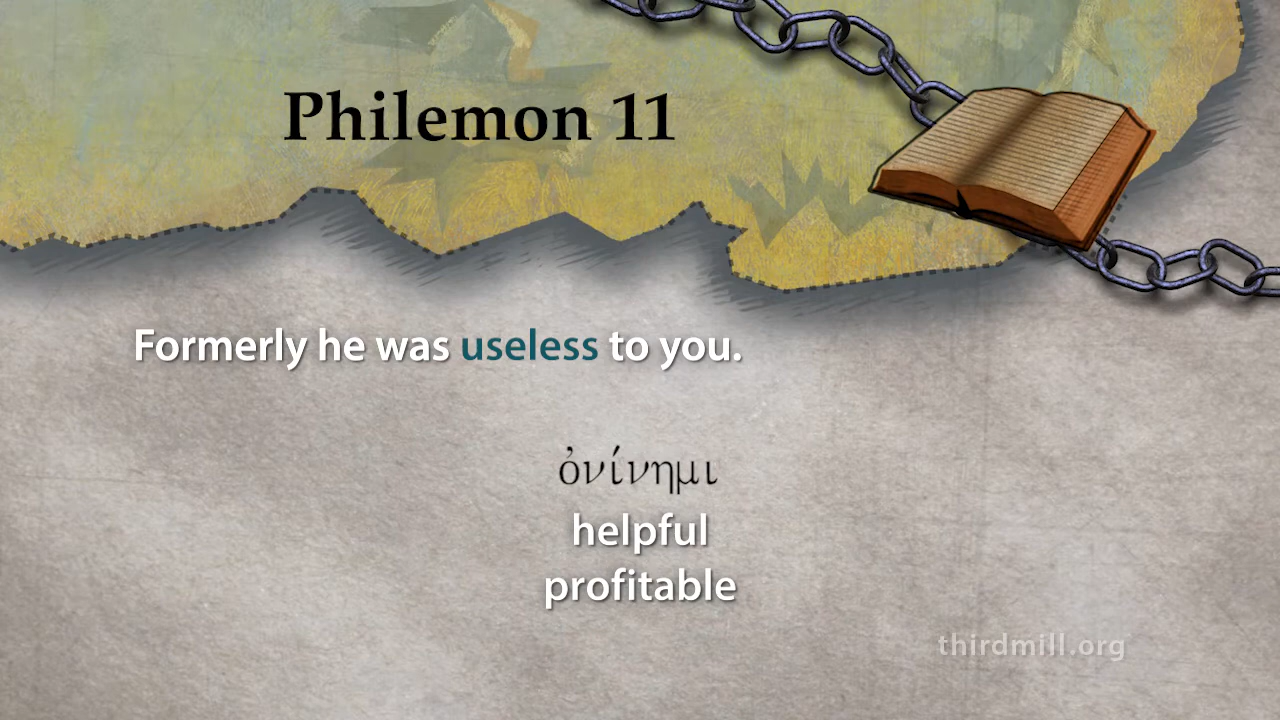 Philemon 11
Formerly he was useless to you.
ὀνίνημι
helpful
profitable
thirdmill.org